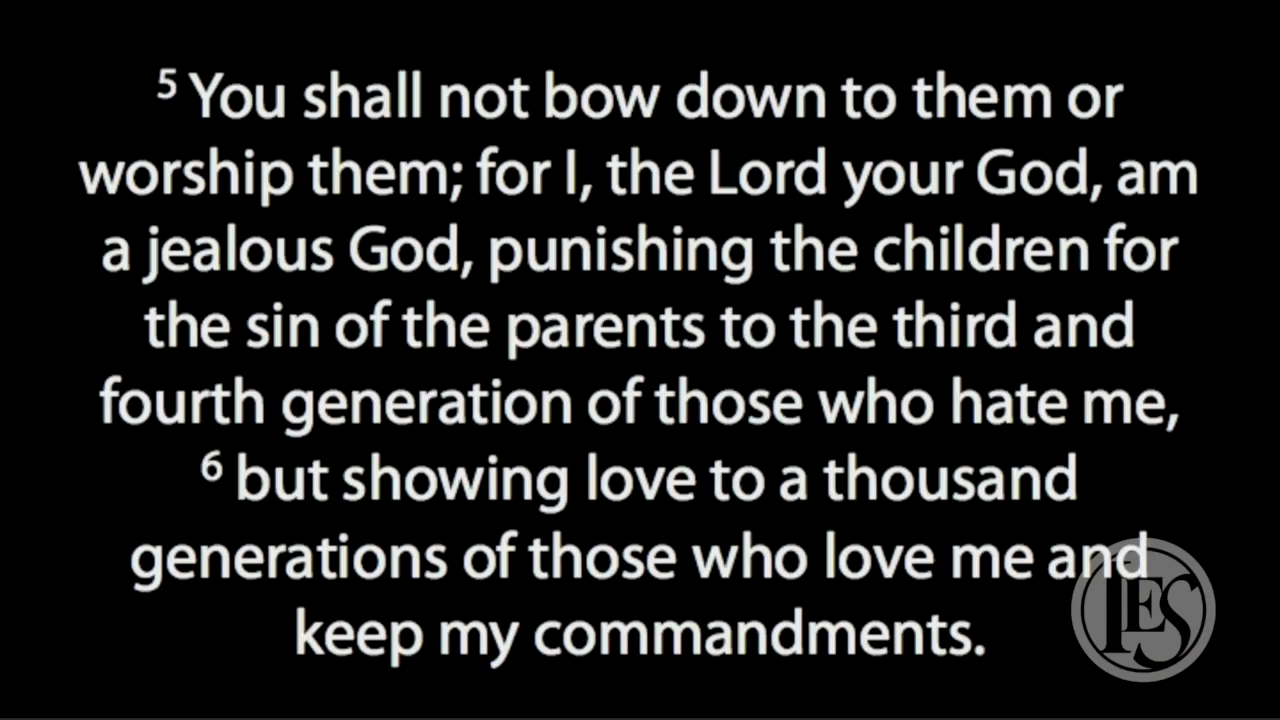 ⁵ You shall not bow down to them or
worship them; for I, the Lord your God, am
a jealous God, punishing the children for
the sin of the parents to the third and
fourth generation of those who hate me,
⁶ but showing love to a thousand
generations of those who love me and
keep my commandments.
PES